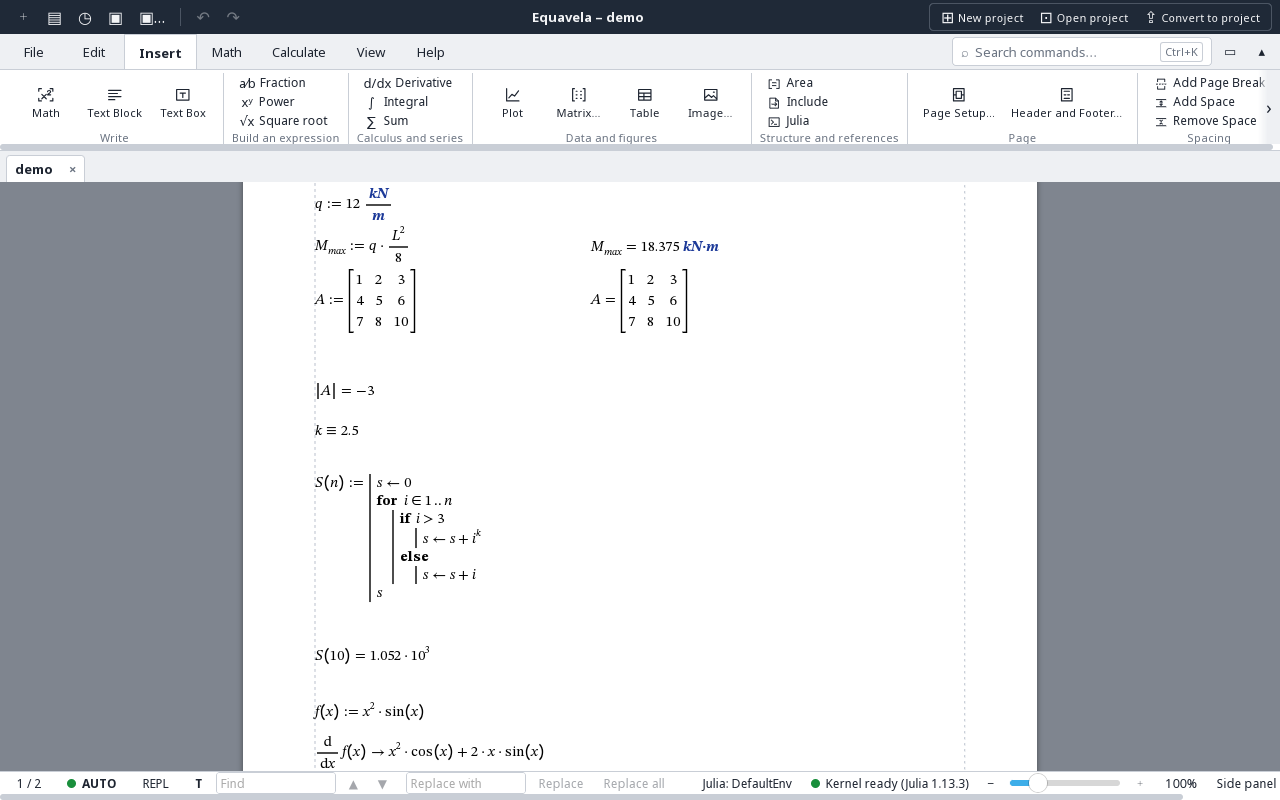 Equavela – demo
New project Open project Convert to project
File Edit Insert Math Calculate View Help Search commands… Ctrl+K
Math Text Block Text Box
Write
a⁄b Fraction
xʸ Power
√x Square root
Build an expression
d/dx Derivative
∫ Integral
∑ Sum
Calculus and series
Plot Matrix… Table Image…
Data and figures
Area
Include
Julia
Structure and references
Page Setup… Header and Footer…
Page
Add Page Break
Add Space
Remove Space
Spacing
demo ×
q := 12 kN/m
M_max := q · L²/8 M_max = 18.375 kN·m
A := [1 2 3; 4 5 6; 7 8 10] A = [1 2 3; 4 5 6; 7 8 10]
|A| = −3
k ≡ 2.5
S(n) := s ← 0
for i ∈ 1 .. n
if i > 3
s ← s + i^k
else
s ← s + i
s
S(10) = 1.052 · 10³
f(x) := x² · sin(x)
d/dx f(x) → x² · cos(x) + 2 · x · sin(x)
1 / 2 AUTO REPL T Find ▲ ▼ Replace with Replace Replace all Julia: DefaultEnv Kernel ready (Julia 1.13.3) − + 100% Side panel